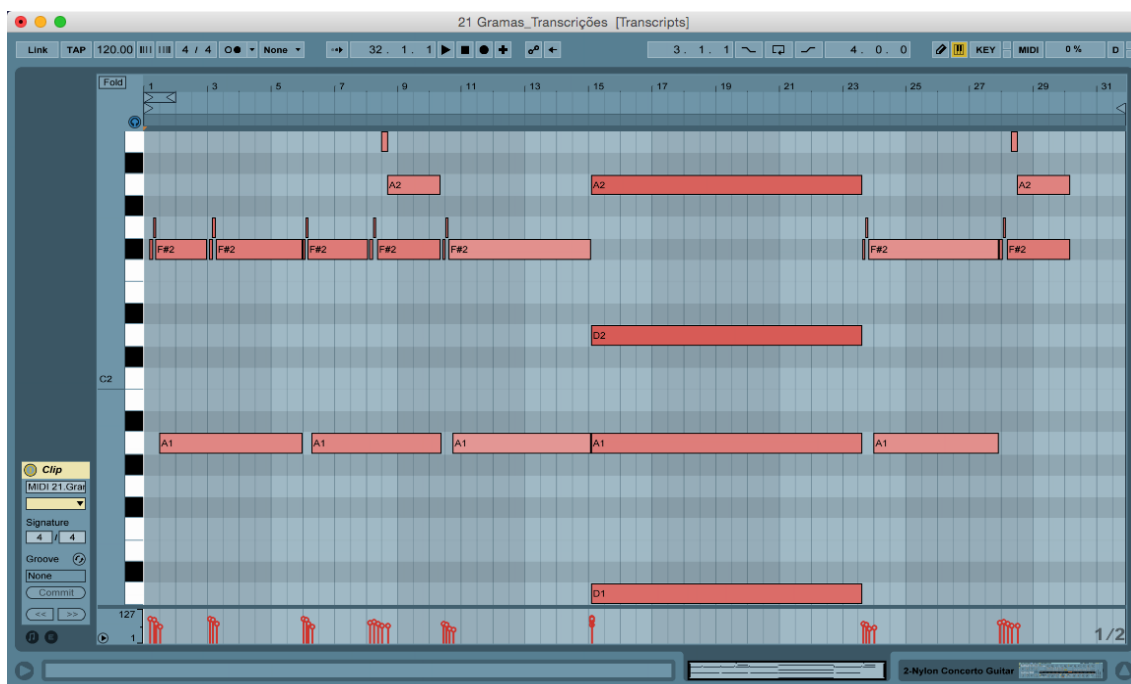 21 Gramas_Transcrições [Transcripts]
Link TAP 120.00 4 / 4 None 32. 1. 1 3. 1. 1 4. 0. 0 KEY MIDI 0 % D
Fold
1 3 5 7 9 11 13 15 17 19 21 23 25 27 29 31
A2 A2 A2
F#2 F#2 F#2 F#2 F#2 F#2 F#2
D2
C2
A1 A1 A1 A1 A1
Clip
MIDI 21.Gra
Signature
4 / 4
Groove
None
Commit
<< >>
D1
127
1
1/2
2-Nylon Concerto Guitar